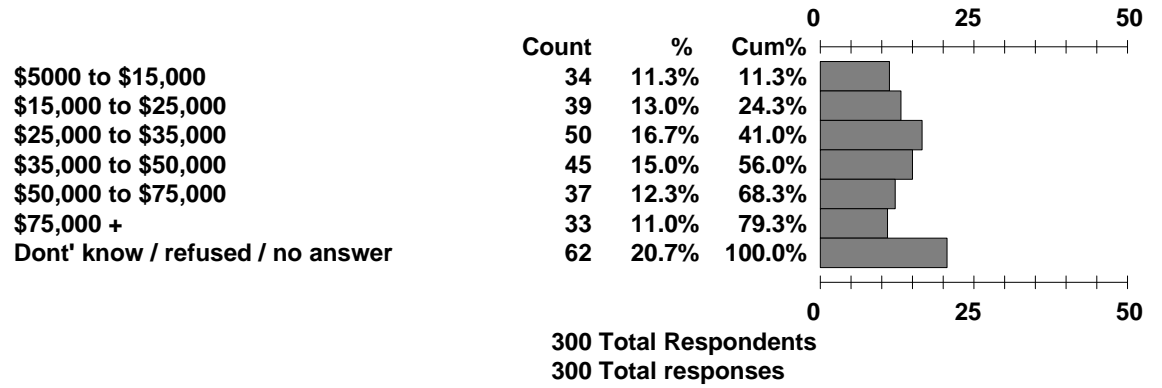 0 25 50
Count % Cum%
$5000 to $15,000 34 11.3% 11.3%
$15,000 to $25,000 39 13.0% 24.3%
$25,000 to $35,000 50 16.7% 41.0%
$35,000 to $50,000 45 15.0% 56.0%
$50,000 to $75,000 37 12.3% 68.3%
$75,000 + 33 11.0% 79.3%
Dont' know / refused / no answer 62 20.7% 100.0%
0 25 50
300 Total Respondents
300 Total responses